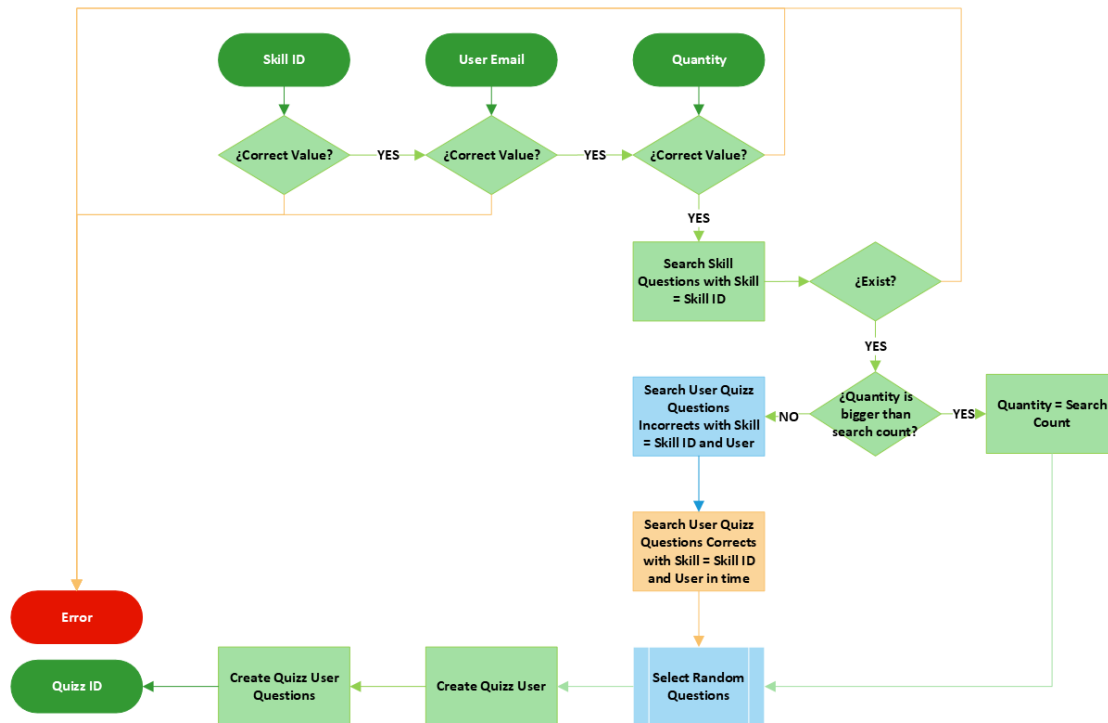 Skill ID
User Email
Quantity
¿Correct Value?
YES
¿Correct Value?
YES
¿Correct Value?
YES
Search Skill
Questions with Skill
= Skill ID
¿Exist?
YES
Search User Quizz
Questions
Incorrects with Skill
= Skill ID and User
NO
¿Quantity is
bigger than
search count?
YES
Quantity = Search
Count
Search User Quizz
Questions Corrects
with Skill = Skill ID
and User in time
Error
Quizz ID
Create Quizz User
Questions
Create Quizz User
Select Random
Questions